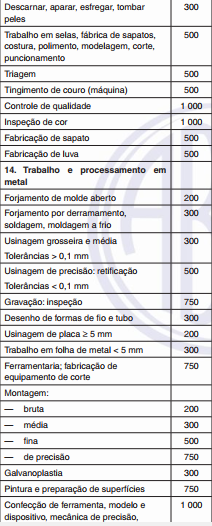 Descarnar, aparar, esfregar, tombar 300
peles
Trabalho em selas, fábrica de sapatos, 500
costura, polimento, modelagem, corte,
puncionamento
Triagem 500
Tingimento de couro (máquina) 500
Controle de qualidade 1 000
Inspeção de cor 1 000
Fabricação de sapato 500
Fabricação de luva 500
14. Trabalho e processamento em
metal
Forjamento de molde aberto 200
Forjamento por derramamento, 300
soldagem, moldagem a frio
Usinagem grosseira e média 300
Tolerâncias > 0,1 mm
Usinagem de precisão: retificação 500
Tolerâncias < 0,1 mm
Gravação: inspeção 750
Desenho de formas de fio e tubo 300
Usinagem de placa ≥ 5 mm 200
Trabalho em folha de metal < 5 mm 300
Ferramentaria; fabricação de 750
equipamento de corte
Montagem:
— bruta 200
— média 300
— fina 500
— de precisão 750
Galvanoplastia 300
Pintura e preparação de superfícies 750
Confecção de ferramenta, modelo e 1 000
dispositivo, mecânica de precisão,